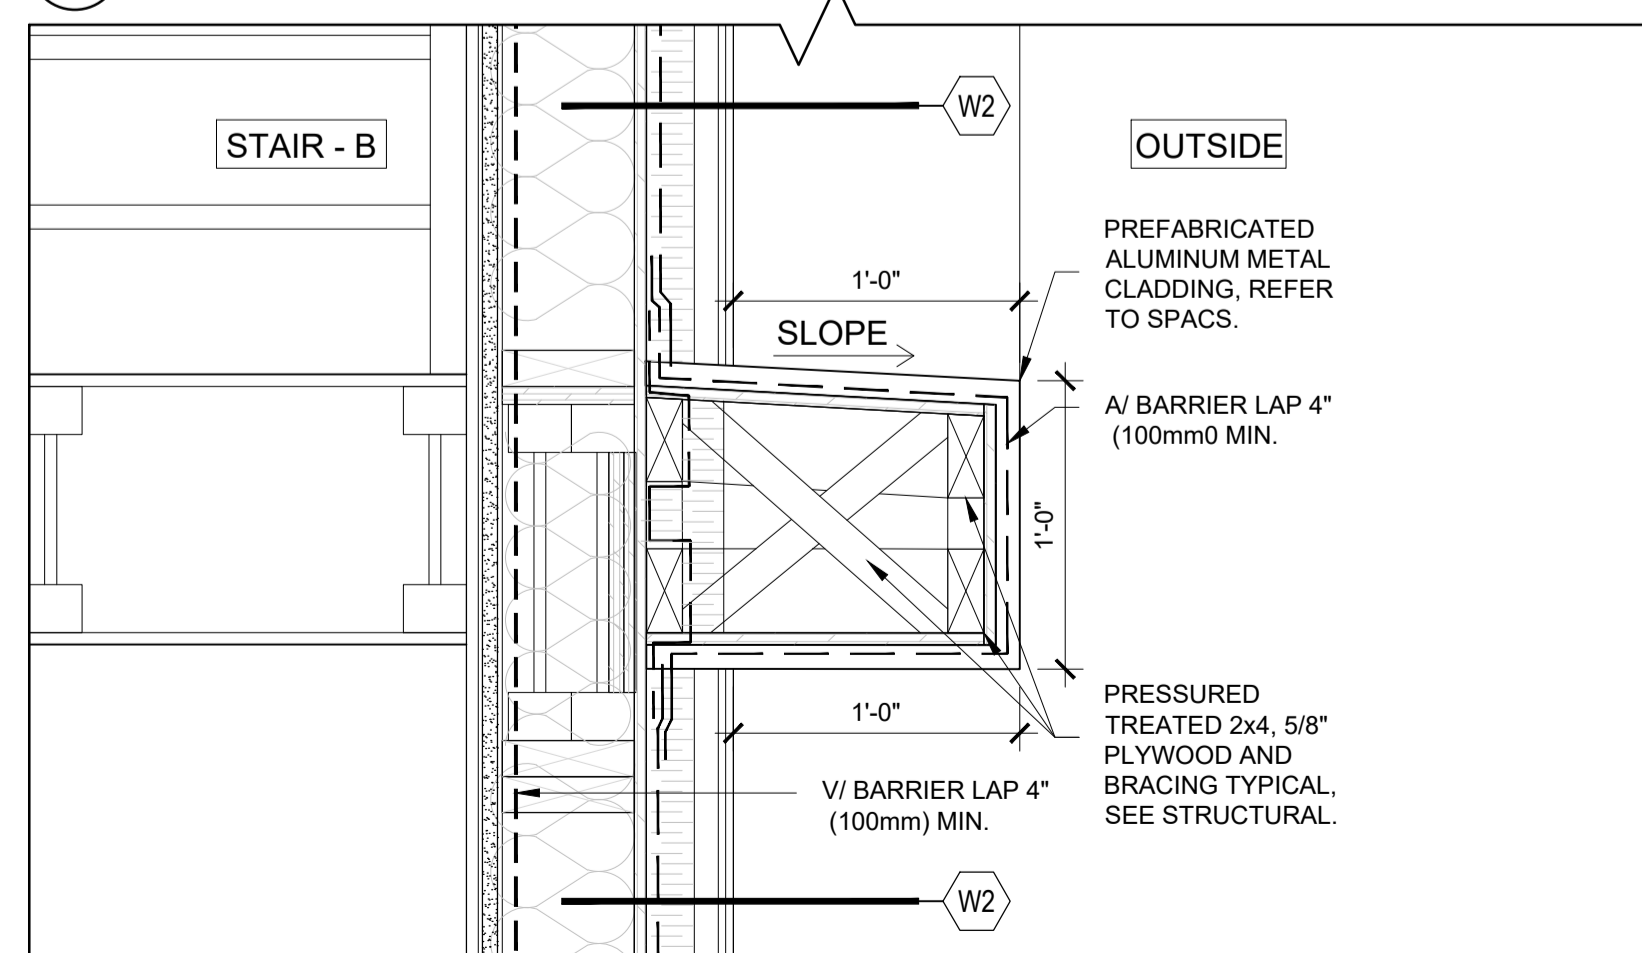 W2
STAIR - B
OUTSIDE
PREFABRICATED
ALUMINUM METAL
CLADDING, REFER
TO SPACS.
1'-0"
SLOPE
A/ BARRIER LAP 4"
(100mm0 MIN.
1'-0"
1'-0"
PRESSURED
TREATED 2x4, 5/8"
PLYWOOD AND
BRACING TYPICAL,
SEE STRUCTURAL.
V/ BARRIER LAP 4"
(100mm) MIN.
W2